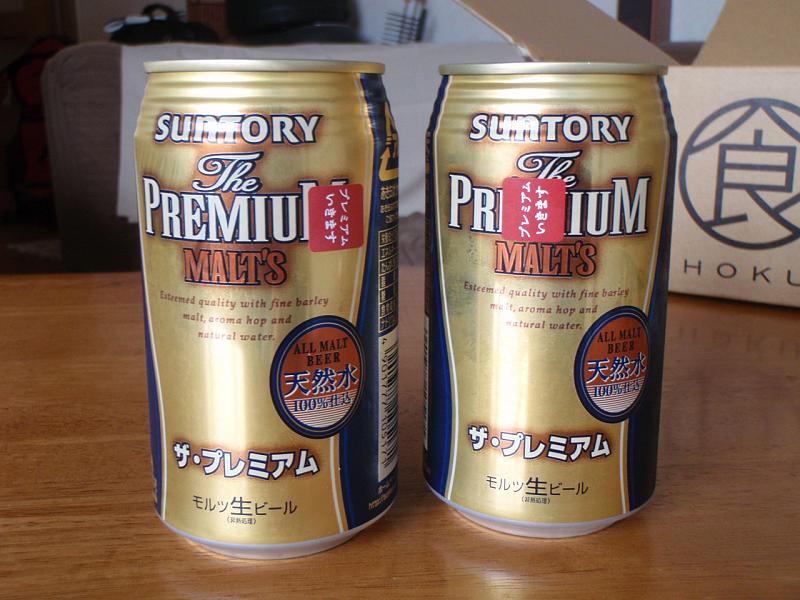 SUNTORY
The
PREMIUM
プレミアム
いきます
MALT'S
Esteemed quality with fine barley
malt, aroma hop and
natural water.
ALL MALT
BEER
天然水
100%仕込
ザ・プレミアム
モルツ生ビール
(非熱処理)
SUNTORY
The
PREMIUM
プレミアム
いきます
MALT'S
Esteemed quality with fine barley
malt, aroma hop and
natural water.
ALL MALT
BEER
天然水
100%仕込
ザ・プレミアム
モルツ生ビール
(非熱処理)
食
HOKU